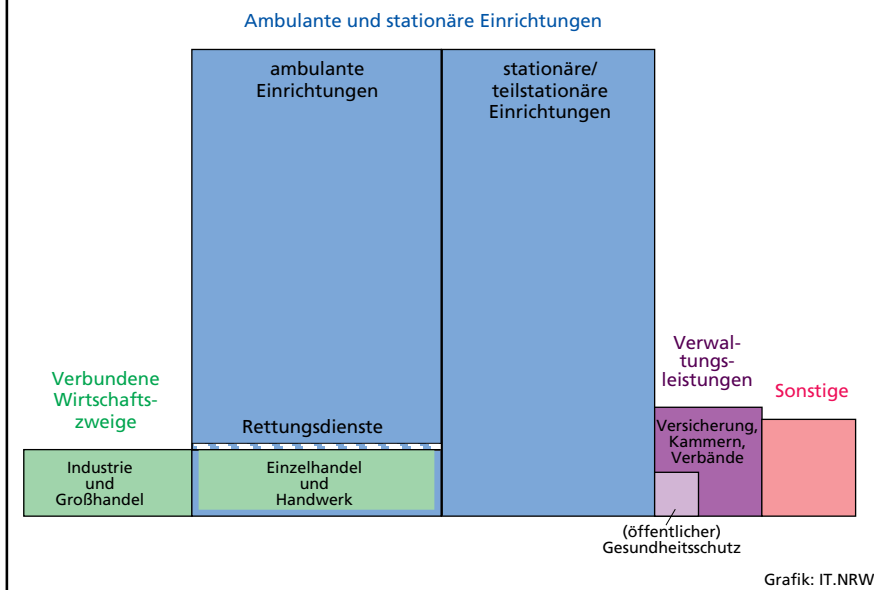 Ambulante und stationäre Einrichtungen
ambulante
Einrichtungen
stationäre/
teilstationäre
Einrichtungen
Verbundene
Wirtschafts-
zweige
Rettungsdienste
Verwal-
tungs-
leistungen
Sonstige
Industrie
und
Großhandel
Einzelhandel
und
Handwerk
Versicherung,
Kammern,
Verbände
(öffentlicher)
Gesundheitsschutz
Grafik: IT.NRW